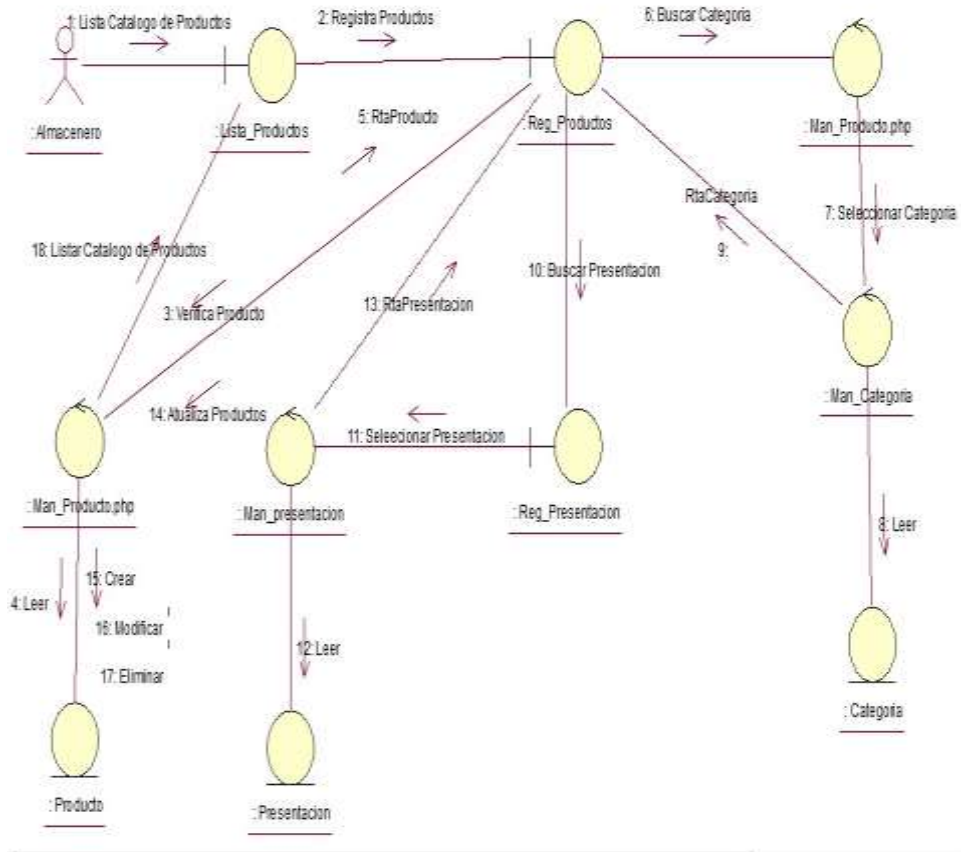 1: Lista Catalogo de Productos
2: Registra Productos
6: Buscar Categoria
: Almacenero
: Lista_Productos
5: RtaProducto
: Reg_Productos
: Man_Producto.php
RtaCategoria
7: Seleccionar Categoria
18: Listar Catalogo de Productos
9:
10: Buscar Presentacion
3: Verifica Producto
13: RtaPresentacion
: Man_Categoria
14: Atualiza Productos
11: Seleecionar Presentacion
: Man_Producto.php
: Man_presentacion
: Reg_Presentacion
8: Leer
15: Crear
4: Leer
16: Modificar
12: Leer
17: Eliminar
: Categoria
: Producto
: Presentacion